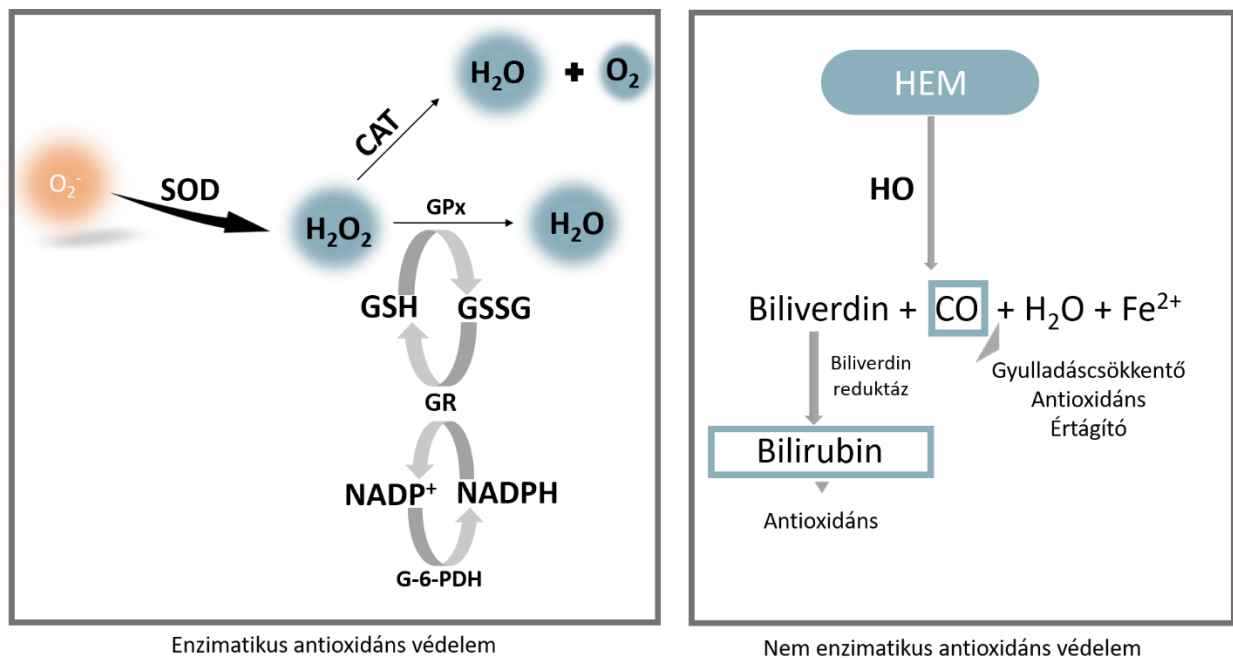 H₂O + O₂
CAT
O₂⁻
SOD
H₂O₂
GPx
H₂O
GSH
GSSG
GR
NADP⁺
NADPH
G-6-PDH
Enzimatikus antioxidáns védelem
HEM
HO
Biliverdin + CO + H₂O + Fe²⁺
Biliverdin
reduktáz
Gyulladáscsökkentő
Antioxidáns
Értágító
Bilirubin
Antioxidáns
Nem enzimatikus antioxidáns védelem